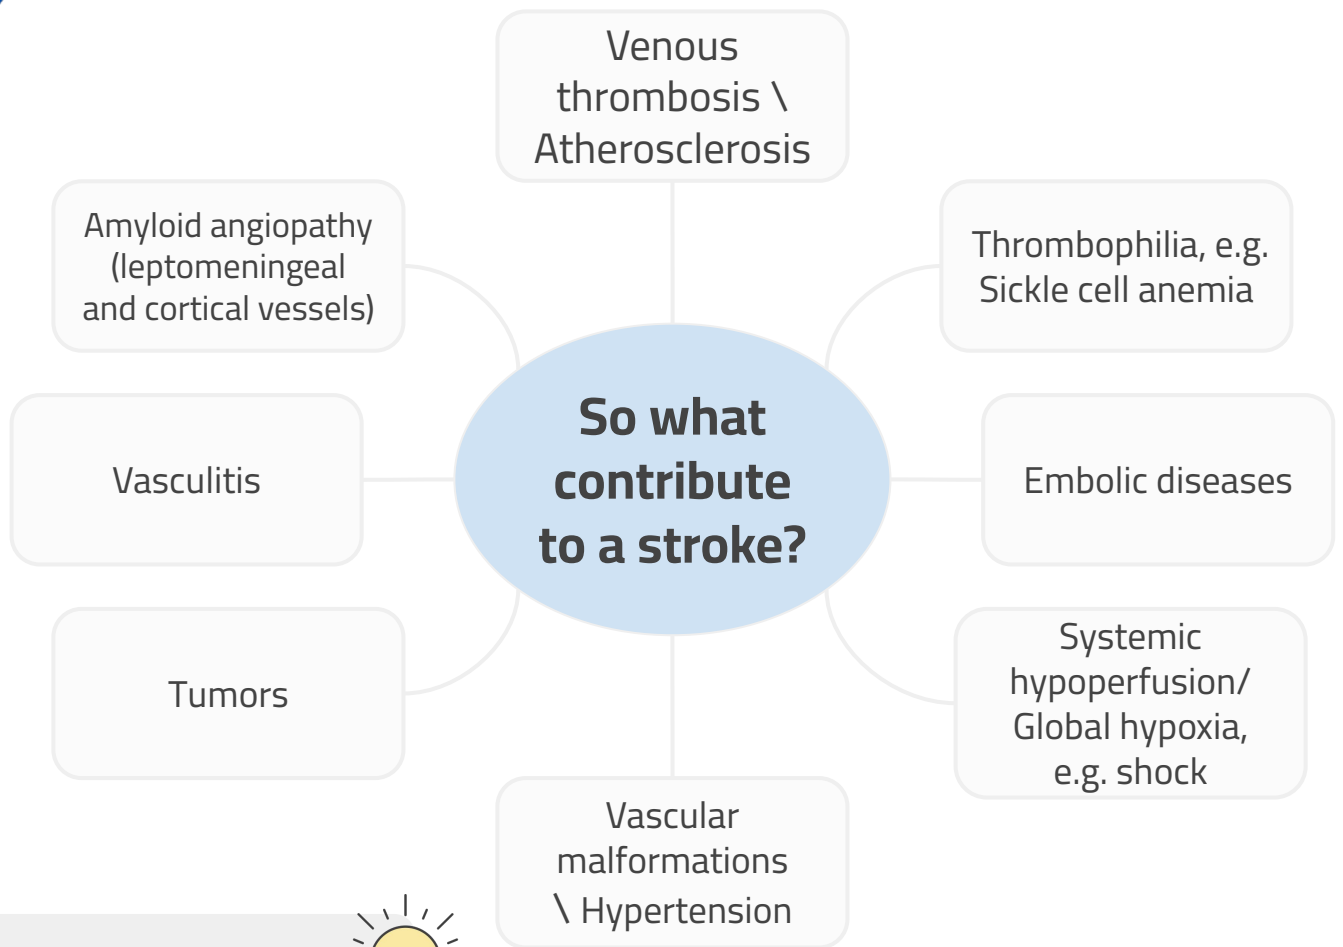 Venous
thrombosis \
Atherosclerosis
Amyloid angiopathy
(leptomeningeal
and cortical vessels)
Thrombophilia, e.g.
Sickle cell anemia
So what
contribute
to a stroke?
Vasculitis
Embolic diseases
Tumors
Systemic
hypoperfusion/
Global hypoxia,
e.g. shock
Vascular
malformations
\ Hypertension